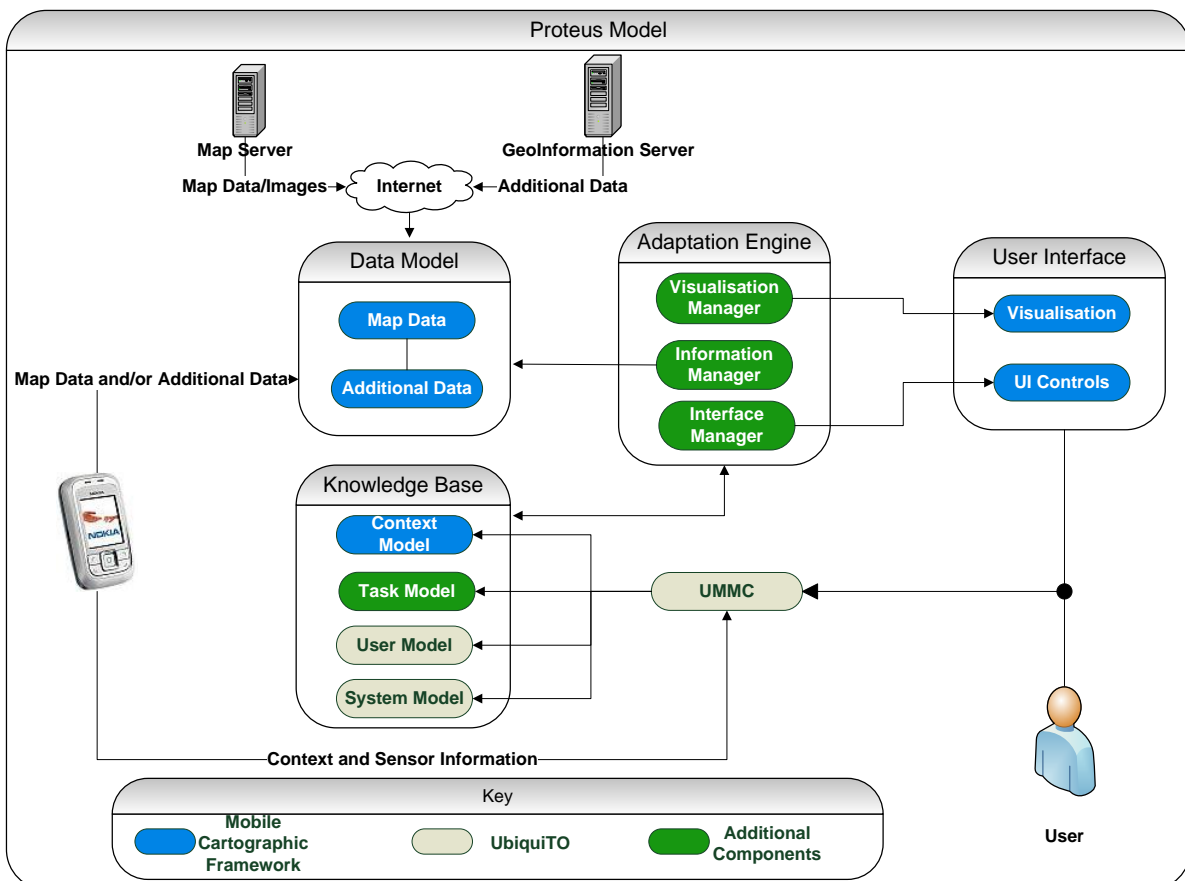 Proteus Model
Map Server
GeoInformation Server
Map Data/Images
Internet
Additional Data
Data Model
Map Data
Additional Data
Adaptation Engine
Visualisation
Manager
Information
Manager
Interface
Manager
User Interface
Visualisation
UI Controls
Map Data and/or Additional Data
NOKIA
NOKIA
Knowledge Base
Context
Model
Task Model
User Model
System Model
UMMC
Context and Sensor Information
User
Key
Mobile
Cartographic
Framework
UbiquiTO
Additional
Components